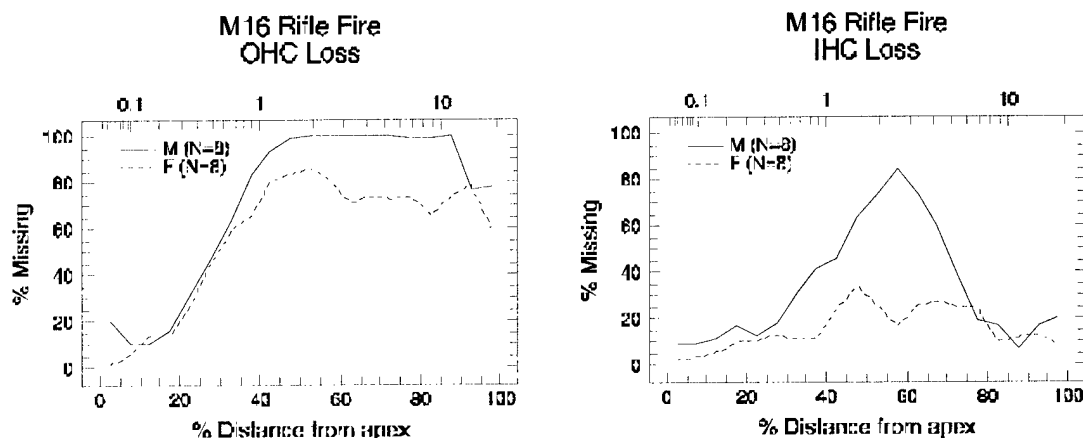 M16 Rifle Fire
OHC Loss
0.1 1 10
100
80
60
40
20
0
% Missing
M (N=8)
F (N=8)
0 20 40 60 80 100
% Distance from apex
M16 Rifle Fire
IHC Loss
0.1 1 10
100
80
60
40
20
0
% Missing
M (N=8)
F (N=8)
0 20 40 60 80 100
% Distance from apex